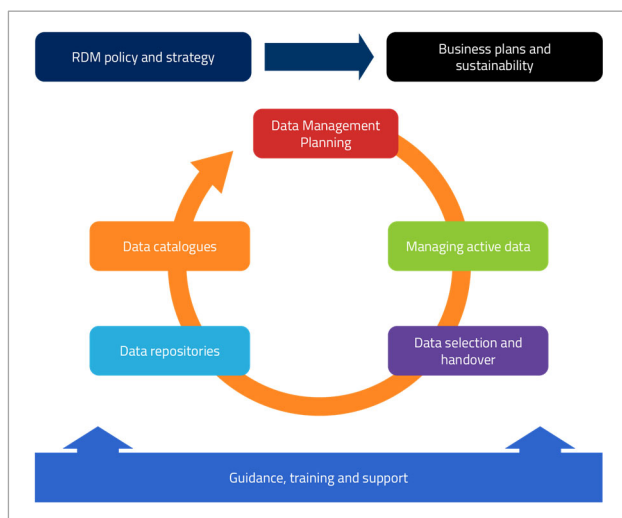 RDM policy and strategy
Business plans and
sustainability
Data Management
Planning
Data catalogues
Managing active data
Data repositories
Data selection and
handover
Guidance, training and support